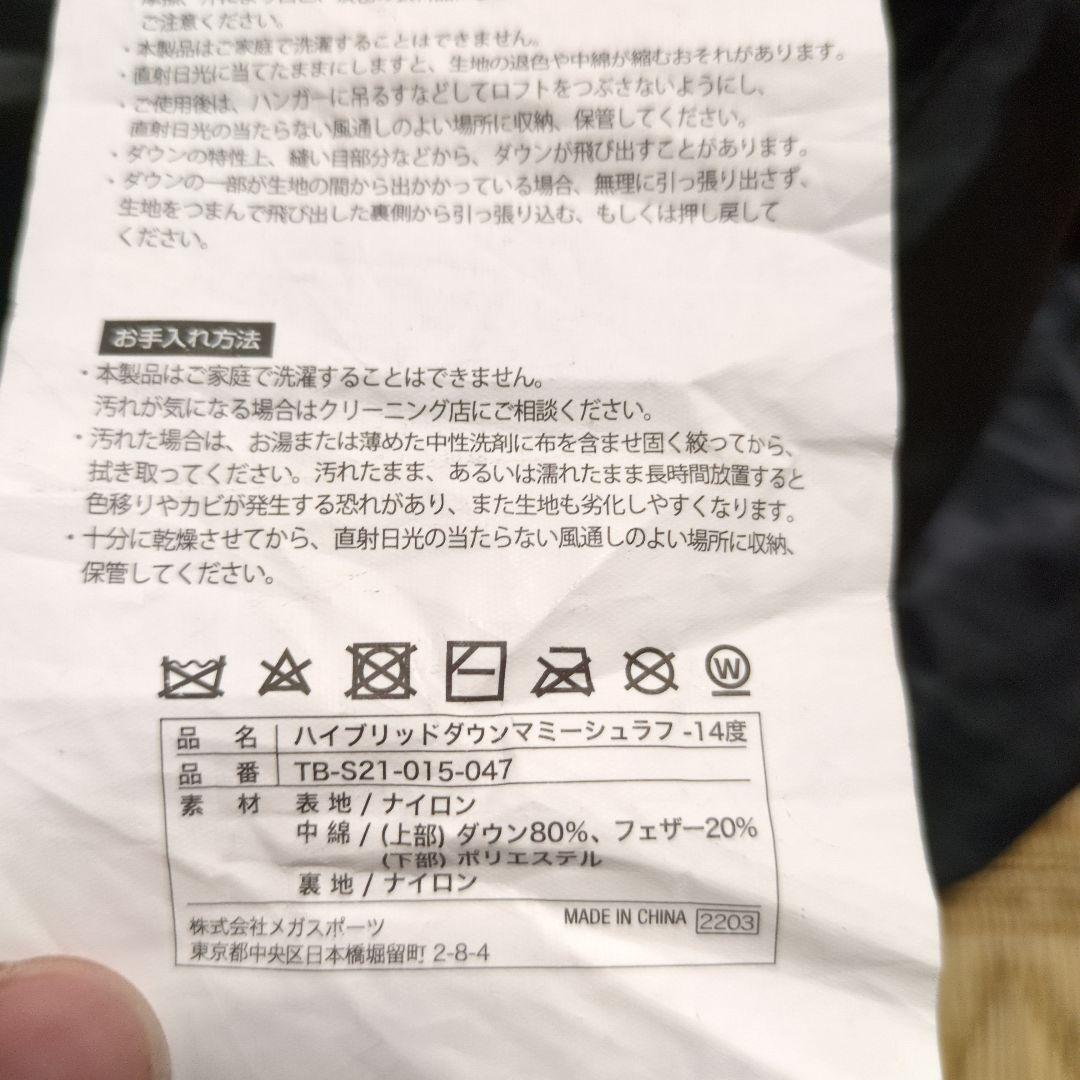 ご注意ください。
・本製品はご家庭で洗濯することはできません。
・直射日光に当てたままにしますと、生地の退色や中綿が縮むおそれがあります。
・ご使用後は、ハンガーに吊るすなどしてロフトをつぶさないようにし、
直射日光の当たらない風通しのよい場所に収納、保管してください。
・ダウンの特性上、縫い目部分などから、ダウンが飛び出すことがあります。
・ダウンの一部が生地の間から出かかっている場合、無理に引っ張り出さず、
生地をつまんで飛び出した裏側から引っ張り込む、もしくは押し戻して
ください。
お手入れ方法
・本製品はご家庭で洗濯することはできません。
汚れが気になる場合はクリーニング店にご相談ください。
・汚れた場合は、お湯または薄めた中性洗剤に布を含ませ固く絞ってから、
拭き取ってください。汚れたまま、あるいは濡れたまま長時間放置すると
色移りやカビが発生する恐れがあり、また生地も劣化しやすくなります。
・十分に乾燥させてから、直射日光の当たらない風通しのよい場所に収納、
保管してください。
W
品 名 ハイブリッドダウンマミーシュラフ -14度
品 番 TB-S21-015-047
素 材 表 地 / ナイロン
中 綿 / (上部) ダウン80%、フェザー20%
(下部) ポリエステル
裏 地 / ナイロン
株式会社メガスポーツ MADE IN CHINA 2203
東京都中央区日本橋堀留町 2-8-4